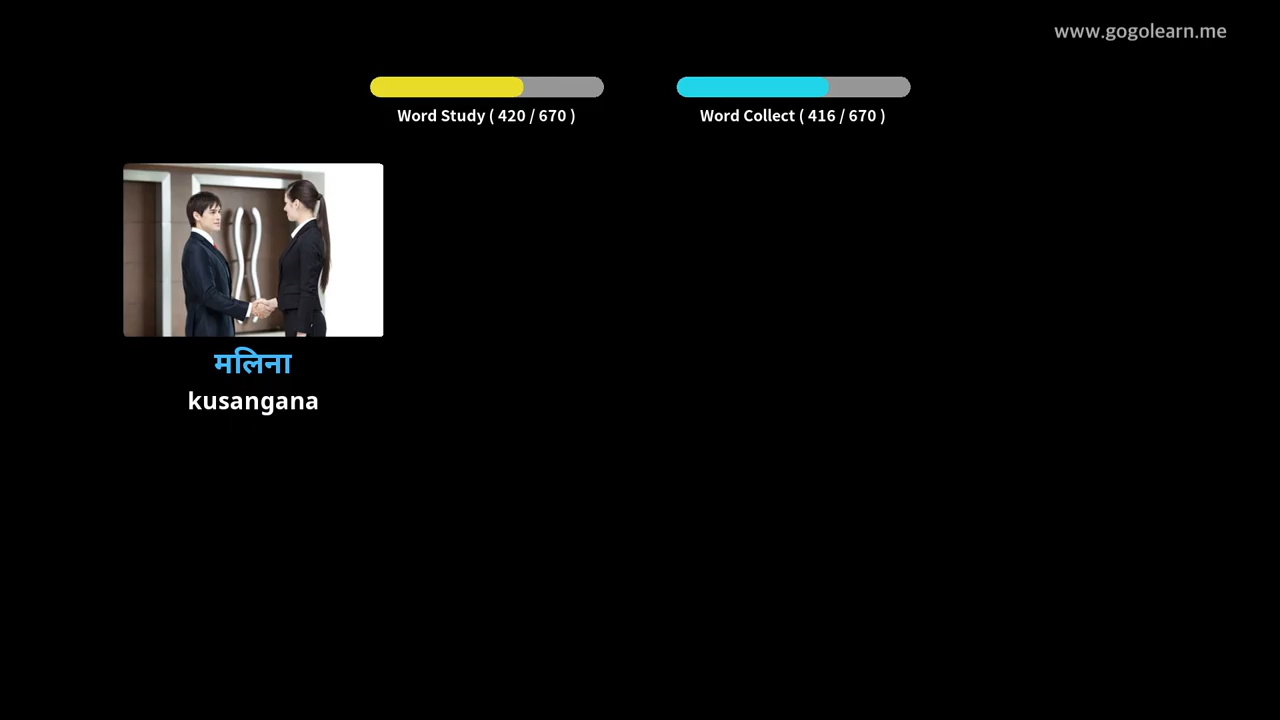 www.gogolearn.me
Word Study ( 420 / 670 )
Word Collect ( 416 / 670 )
मलिना
kusangana